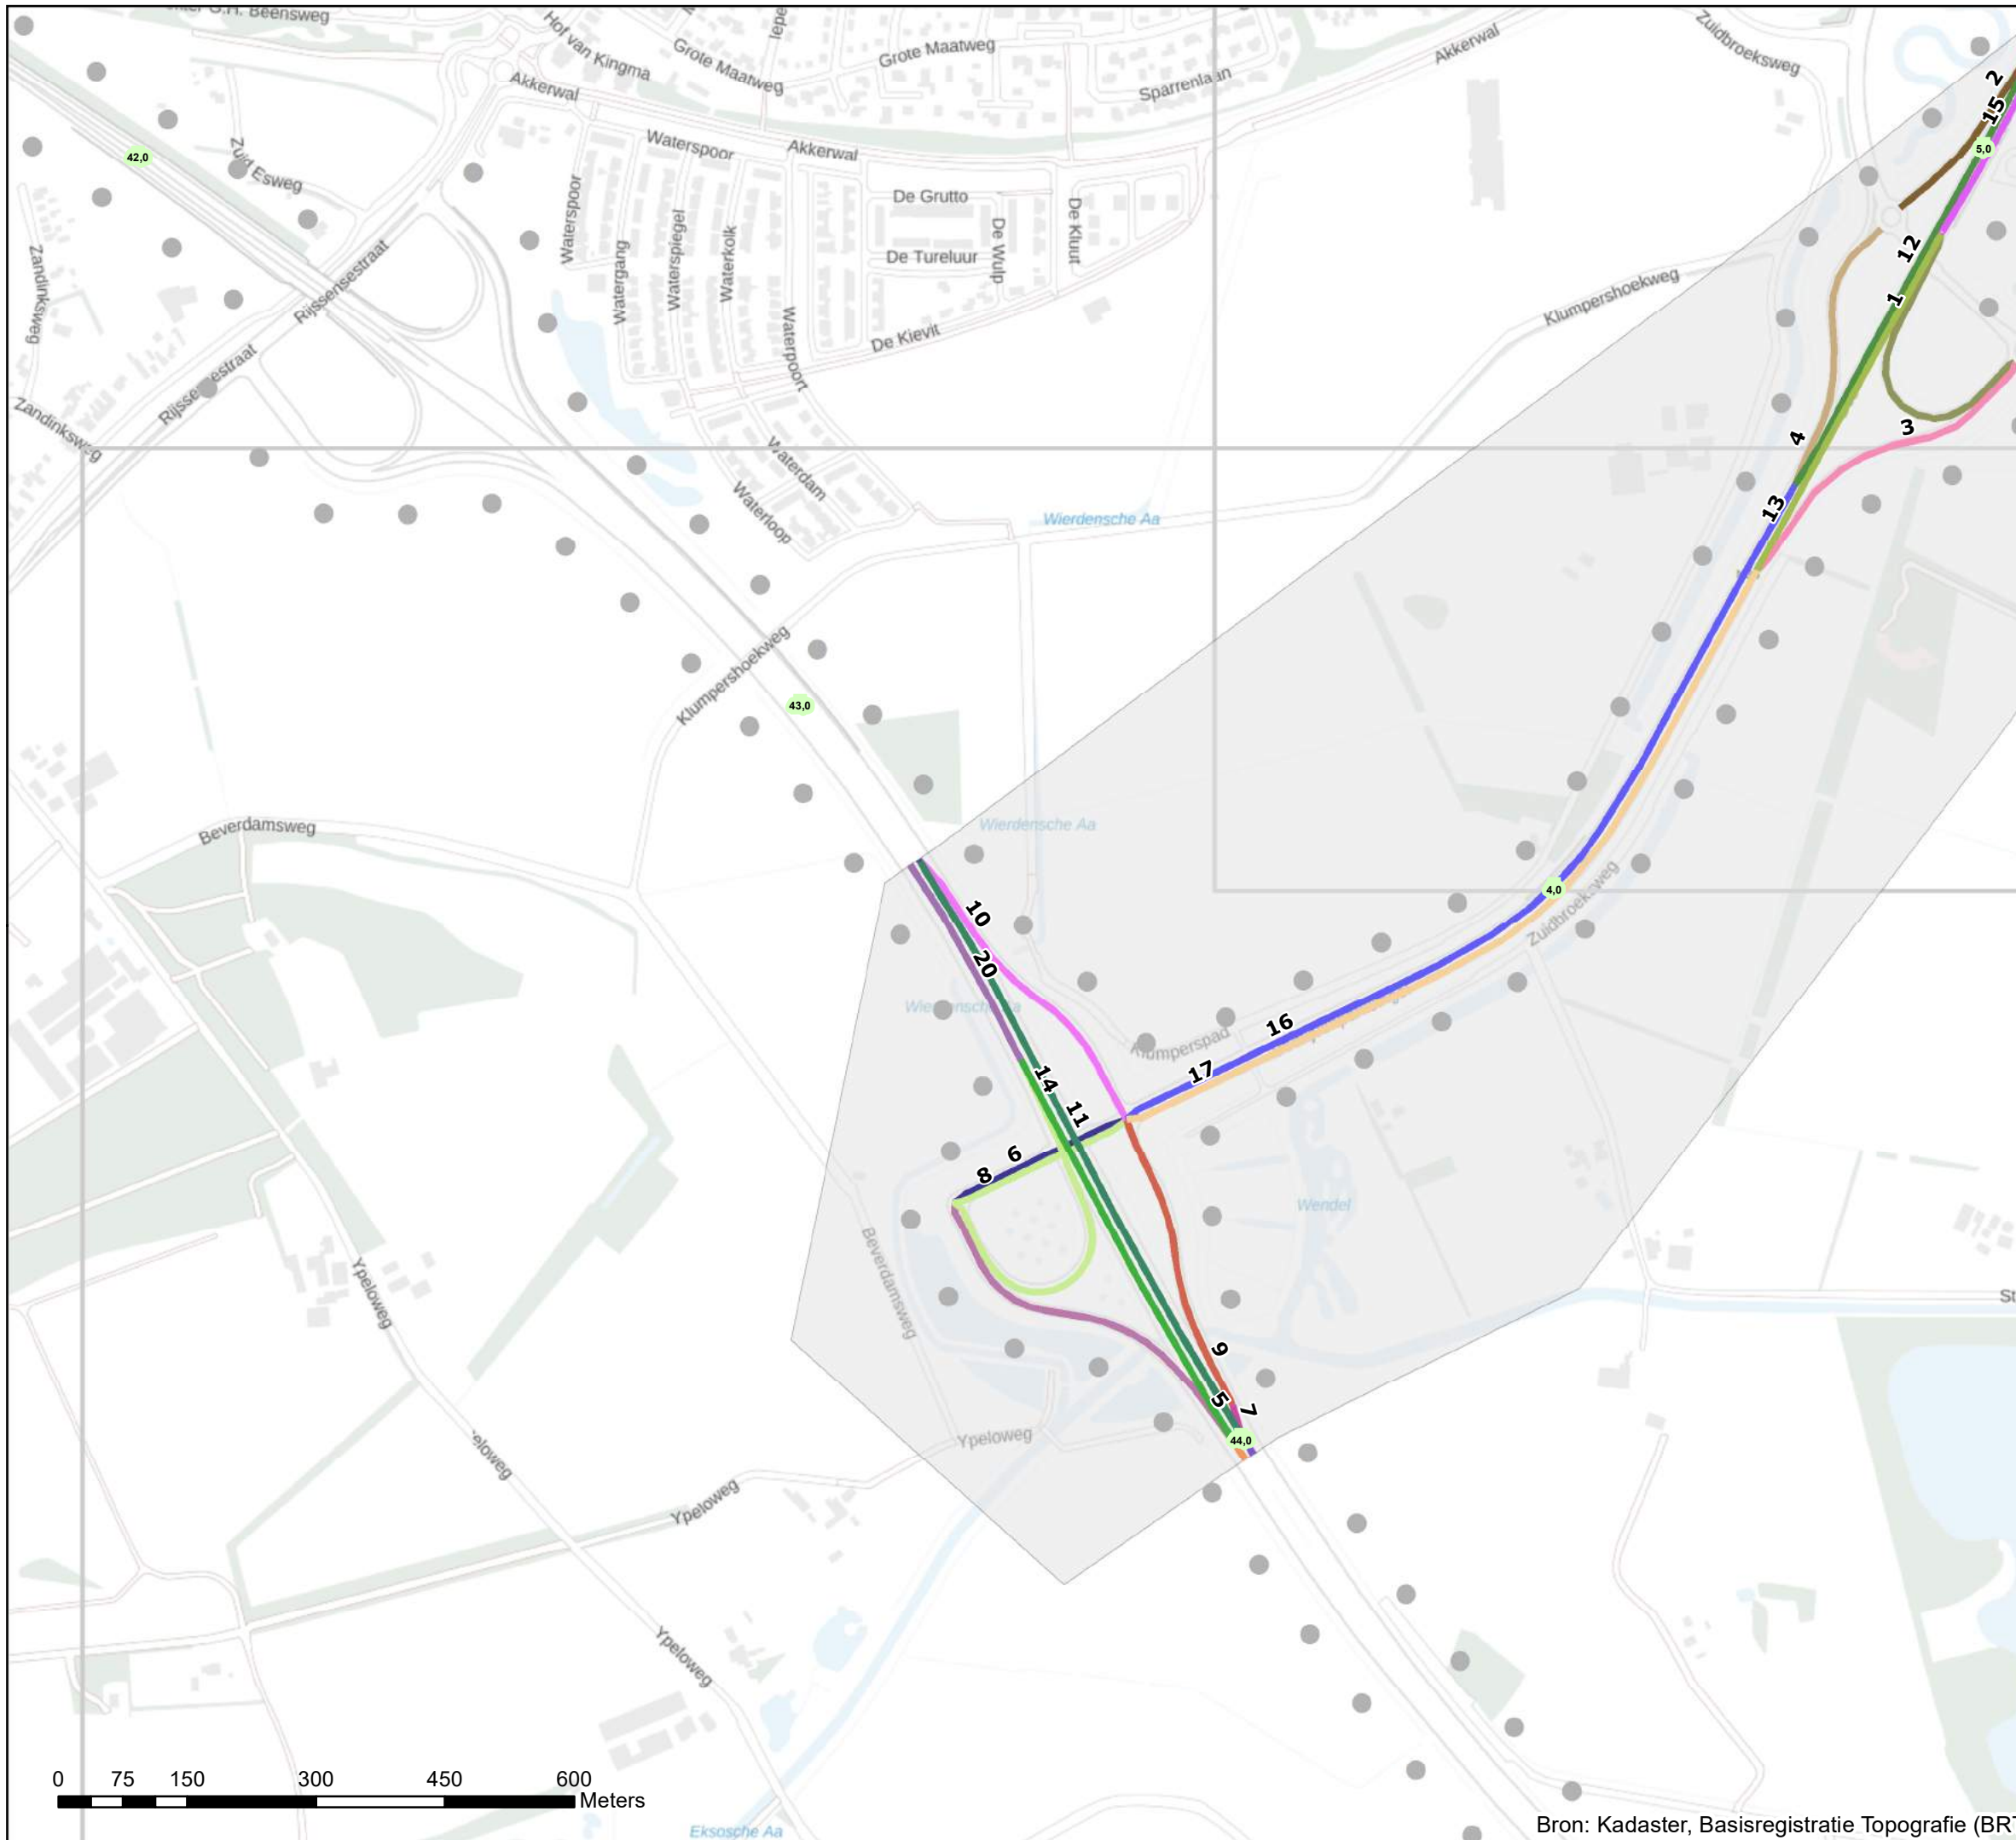 G.H. Beensweg
Hof van Kingma
Grote Maatweg
Grote Maatweg
Akkerwal
Zuidbroeksweg
Akkerwal
Sparrenlaan
2
15
5,0
42,0
Zuid Esweg
Waterspoor
Akkerwal
De Grutto
De Wulp
De Kluut
De Tureluur
Waterspoor
Watergang
Waterspiegel
Waterkolk
Waterpoort
De Kievit
Klumpershoekweg
12
1
Zandinksweg
Rijssensestraat
Rijssensestraat
Zandinksweg
Waterdam
Waterloop
Wierdensche Aa
4
3
13
Klumpershoekweg
43,0
Beverdamsweg
Wierdensche Aa
4,0
Zuidbroeksweg
10
20
Klumperspad
16
17
14
11
6
8
Wendel
Beverdamsweg
Ypeloweg
St
9
5
7
44,0
Ypeloweg
Ypeloweg
Ypeloweg
0 75 150 300 450 600
Meters
Eksosche Aa
Bron: Kadaster, Basisregistratie Topografie (BRT